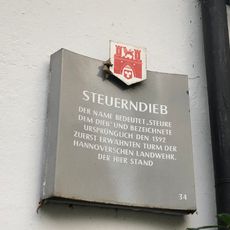 STEUERNDIEB
DER NAME BEDEUTET „STEURE
DEM DIEB" UND BEZEICHNETE
URSPRÜNGLICH DEN 1392
ZUERST ERWÄHNTEN TURM DER
HANNOVERSCHEN LANDWEHR,
DER HIER STAND
34